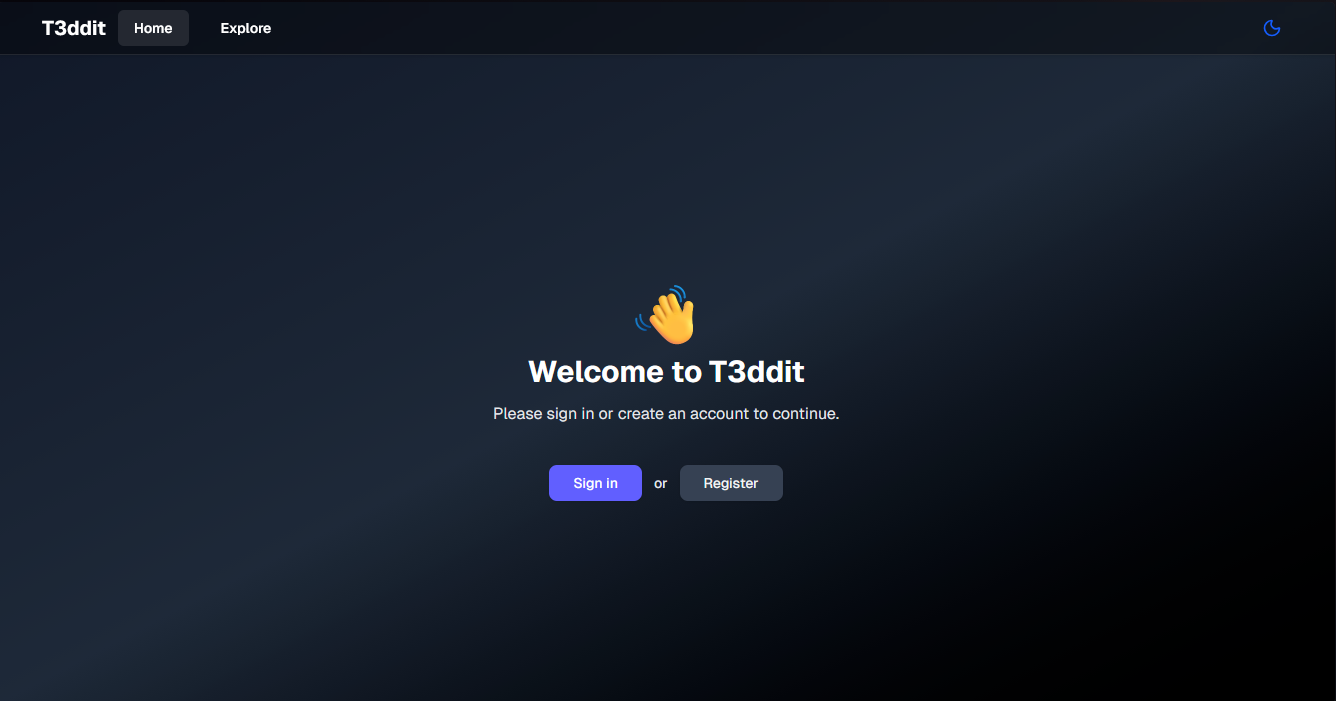 T3ddit Home Explore
Welcome to T3ddit
Please sign in or create an account to continue.
Sign in or Register